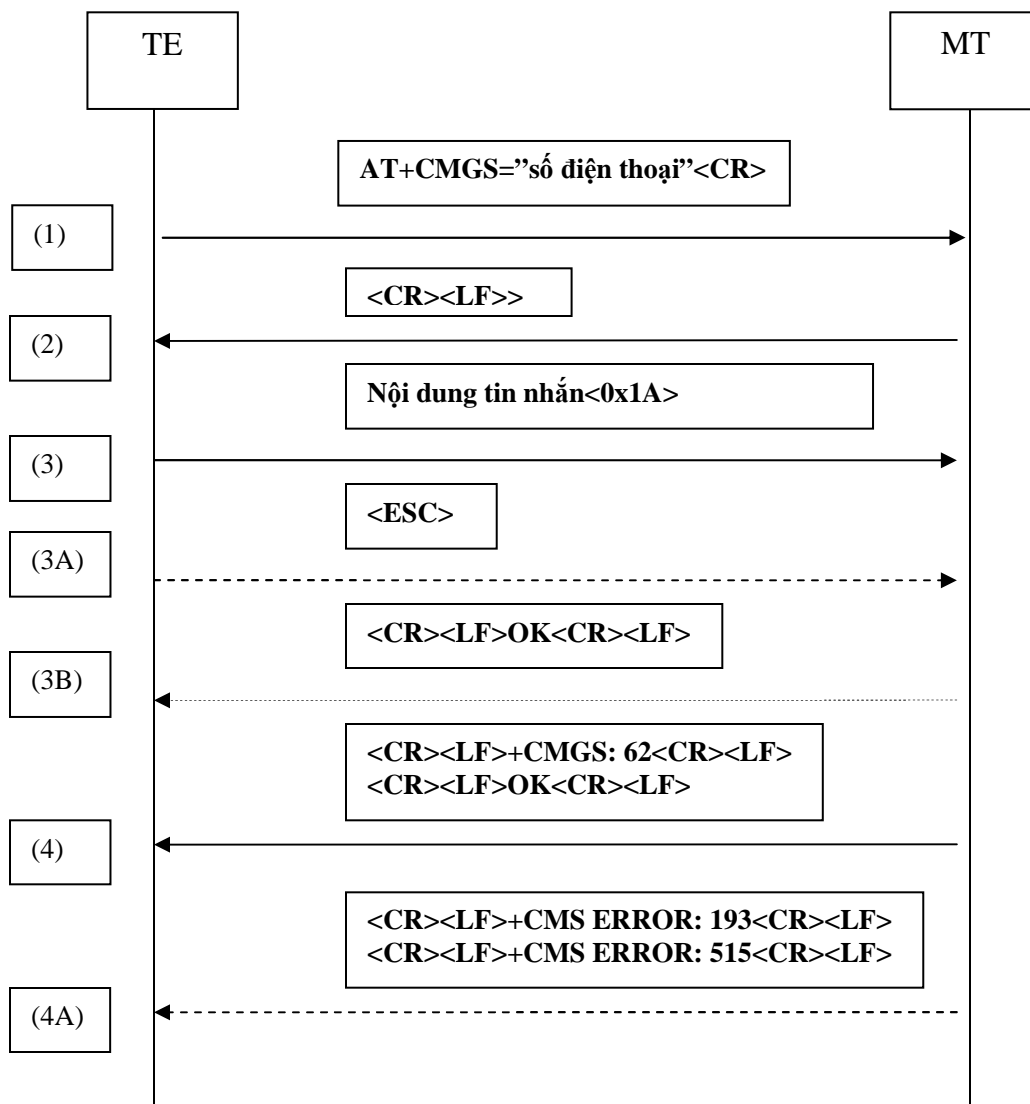 TE
MT
AT+CMGS=”số điện thoại”<CR>
(1)
<CR><LF>>
(2)
Nội dung tin nhắn<0x1A>
(3)
<ESC>
(3A)
<CR><LF>OK<CR><LF>
(3B)
<CR><LF>+CMGS: 62<CR><LF>
<CR><LF>OK<CR><LF>
(4)
<CR><LF>+CMS ERROR: 193<CR><LF>
<CR><LF>+CMS ERROR: 515<CR><LF>
(4A)